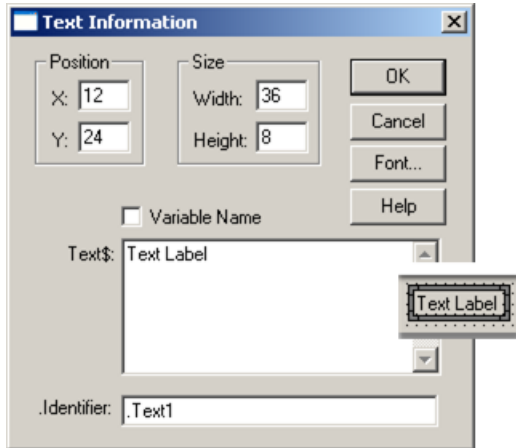 Text Information
Position
X: 12
Y: 24
Size
Width: 36
Height: 8
OK
Cancel
Font...
Help
Variable Name
Text$: Text Label
Text Label
.Identifier: .Text1